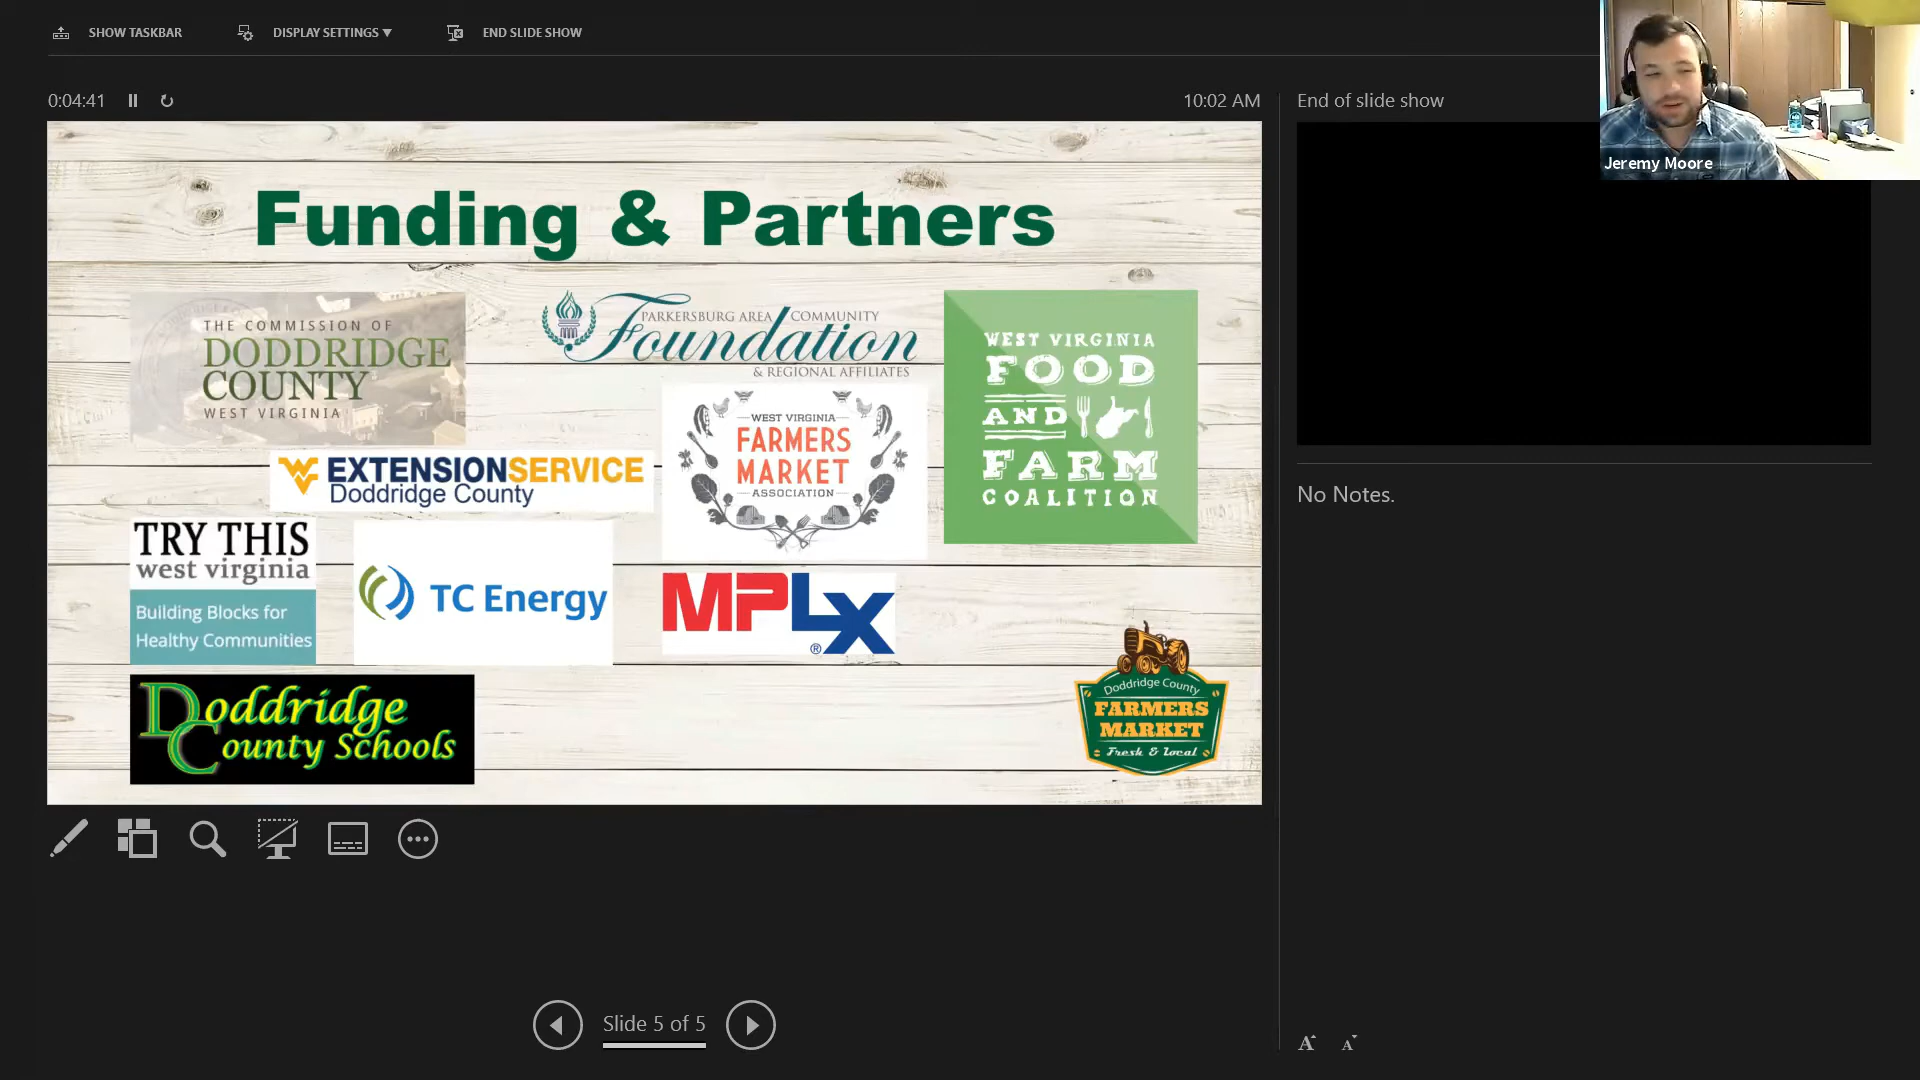 SHOW TASKBAR
DISPLAY SETTINGS ▼
END SLIDE SHOW
0:04:41
10:02 AM
End of slide show
Jeremy Moore
Funding & Partners
THE COMMISSION OF
DODDRIDGE
COUNTY
WEST VIRGINIA
PARKERSBURG AREA COMMUNITY
Foundation
& REGIONAL AFFILIATES
WEST VIRGINIA
FOOD
AND
FARM
COALITION
WEST VIRGINIA
FARMERS
MARKET
ASSOCIATION
WV EXTENSIONSERVICE
Doddridge County
TRY THIS
west virginia
Building Blocks for
Healthy Communities
TC Energy
MPLX
®
Doddridge
County Schools
Doddridge County
FARMERS
MARKET
Fresh & Local
No Notes.
Slide 5 of 5
A A